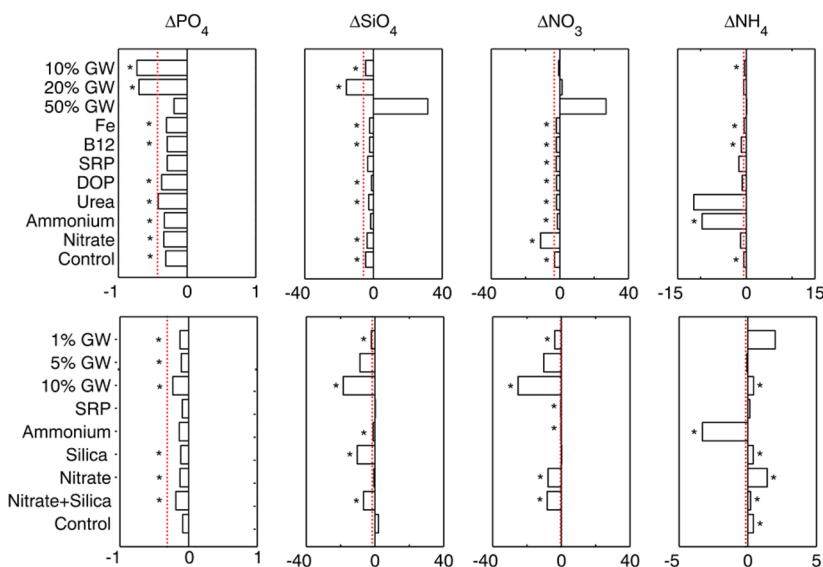 ΔPO4 ΔSiO4 ΔNO3 ΔNH4
10% GW
20% GW
50% GW
Fe
B12
SRP
DOP
Urea
Ammonium
Nitrate
Control
-1 0 1 -40 0 40 -40 0 40 -15 0 15
1% GW
5% GW
10% GW
SRP
Ammonium
Silica
Nitrate
Nitrate+Silica
Control
-1 0 1 -40 0 40 -40 0 40 -5 0 5